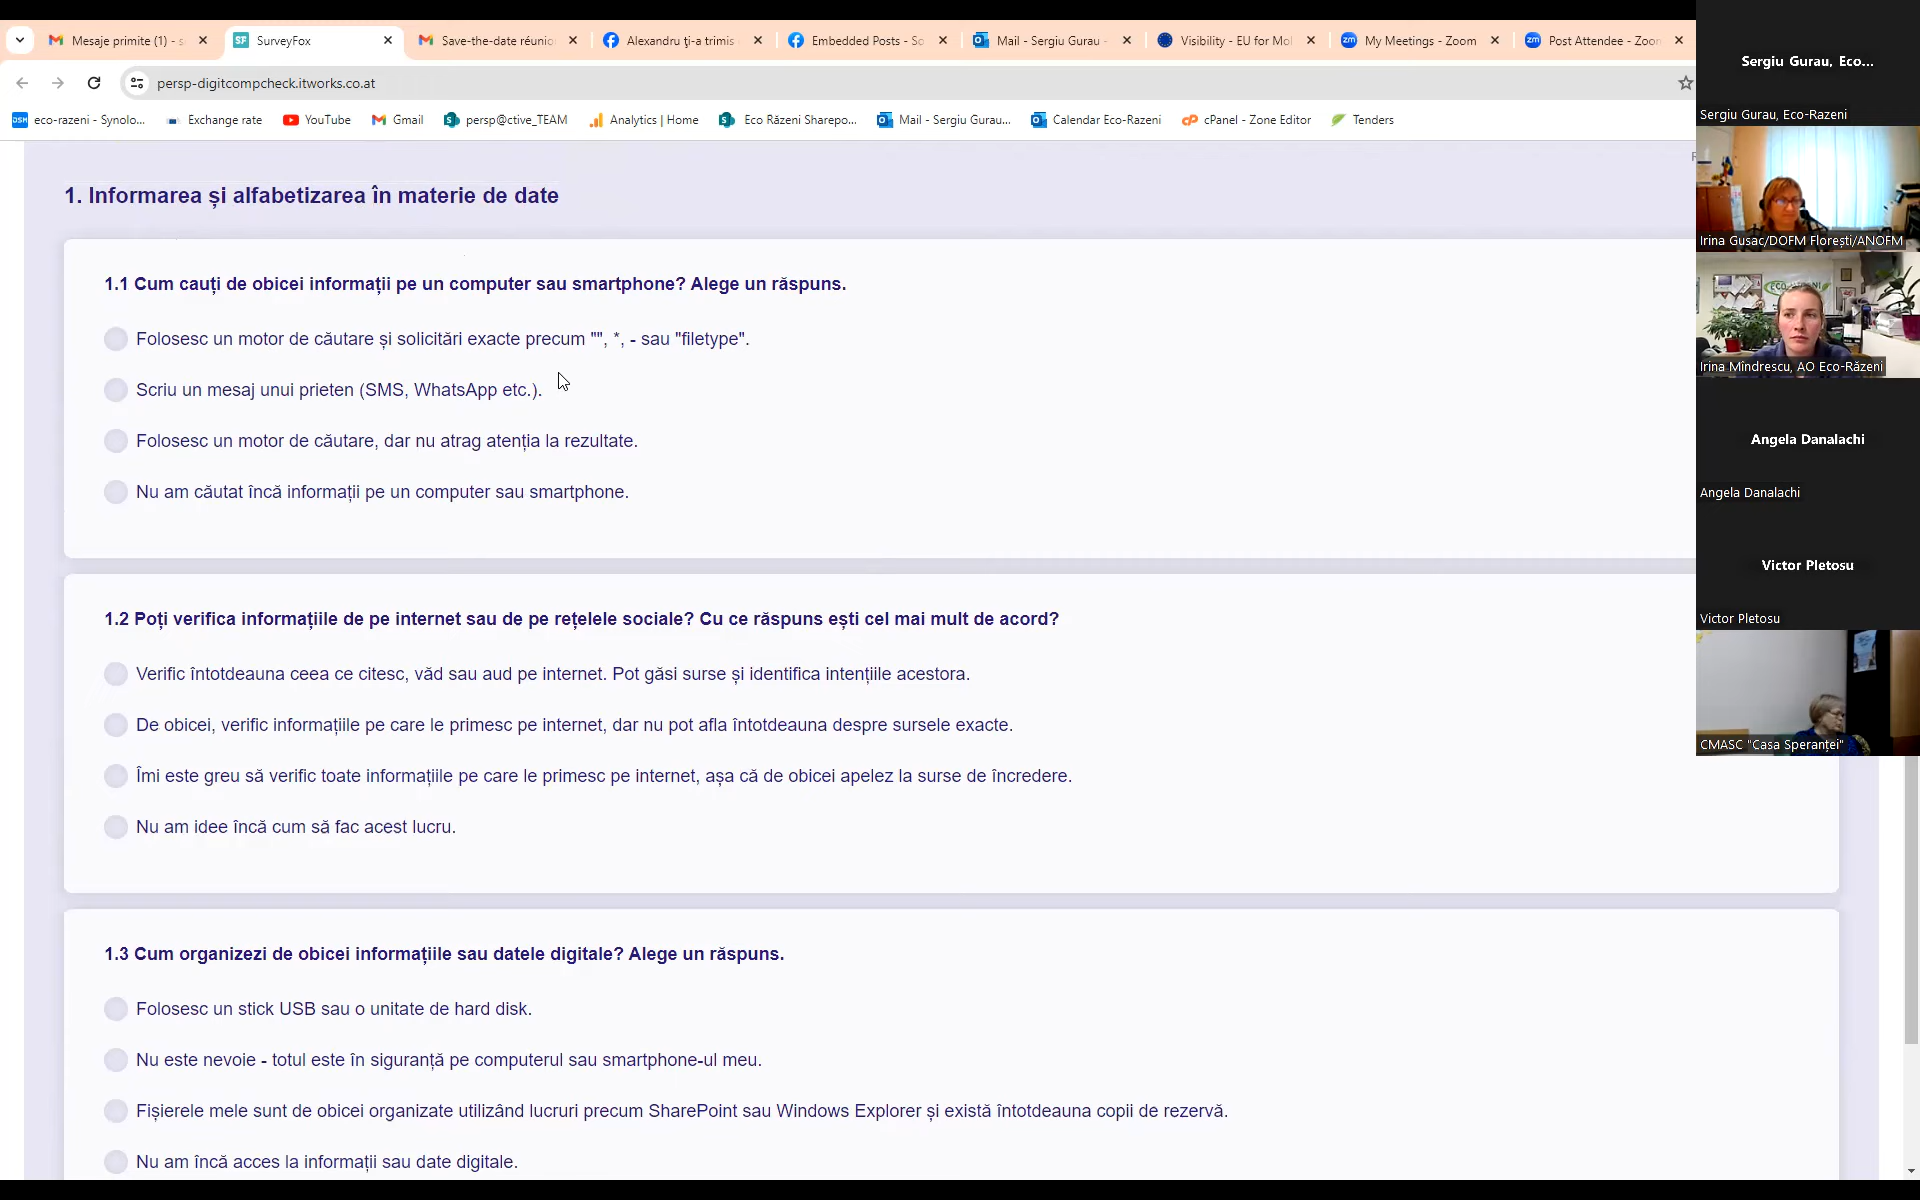 Mesaje primite (1) - s
SurveyFox
Save-the-date réunio
Alexandru ţi-a trimis
Embedded Posts - So
Mail - Sergiu Gurau -
Visibility - EU for Mol
My Meetings - Zoom
Post Attendee - Zoom
persp-digitcompcheck.itworks.co.at
eco-razeni - Synolo...
Exchange rate
YouTube
Gmail
persp@ctive_TEAM
Analytics | Home
Eco Răzeni Sharepo...
Mail - Sergiu Gurau...
Calendar Eco-Razeni
cPanel - Zone Editor
Tenders
1. Informarea și alfabetizarea în materie de date
1.1 Cum cauți de obicei informații pe un computer sau smartphone? Alege un răspuns.
Folosesc un motor de căutare și solicitări exacte precum "", *, - sau "filetype".
Scriu un mesaj unui prieten (SMS, WhatsApp etc.).
Folosesc un motor de căutare, dar nu atrag atenția la rezultate.
Nu am căutat încă informații pe un computer sau smartphone.
1.2 Poți verifica informațiile de pe internet sau de pe rețelele sociale? Cu ce răspuns ești cel mai mult de acord?
Verific întotdeauna ceea ce citesc, văd sau aud pe internet. Pot găsi surse și identifica intențiile acestora.
De obicei, verific informațiile pe care le primesc pe internet, dar nu pot afla întotdeauna despre sursele exacte.
Îmi este greu să verific toate informațiile pe care le primesc pe internet, așa că de obicei apelez la surse de încredere.
Nu am idee încă cum să fac acest lucru.
1.3 Cum organizezi de obicei informațiile sau datele digitale? Alege un răspuns.
Folosesc un stick USB sau o unitate de hard disk.
Nu este nevoie - totul este în siguranță pe computerul sau smartphone-ul meu.
Fișierele mele sunt de obicei organizate utilizând lucruri precum SharePoint sau Windows Explorer și există întotdeauna copii de rezervă.
Nu am încă acces la informații sau date digitale.
Sergiu Gurau, Eco...
Sergiu Gurau, Eco-Razeni
Irina Gusac/DOFM Florești/ANOFM
Irina Mîndrescu, AO Eco-Răzeni
Angela Danalachi
Angela Danalachi
Victor Pletosu
Victor Pletosu
CMASC "Casa Speranței"